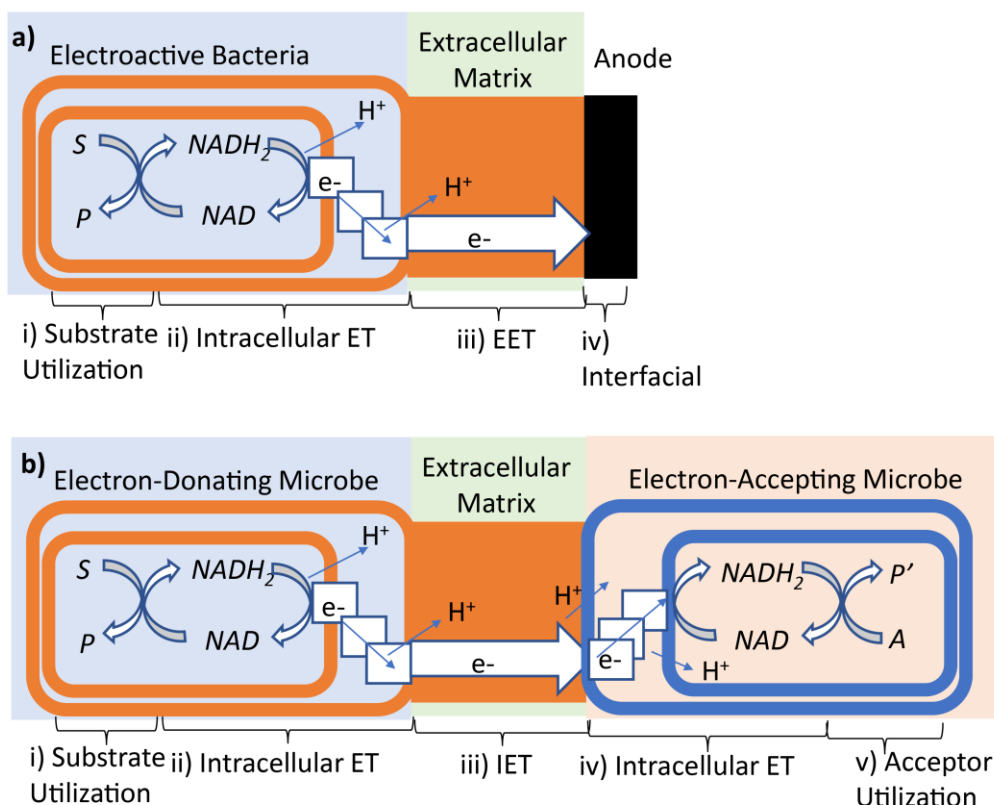 a)
Electroactive Bacteria
Extracellular
Matrix
Anode
H+
S
NADH2
e-
H+
P
NAD
e-
i) Substrate
Utilization
ii) Intracellular ET
iii) EET
iv)
Interfacial
b)
Electron-Donating Microbe
Extracellular
Matrix
Electron-Accepting Microbe
H+
S
NADH2
e-
H+
P
NAD
e-
H+
e-
H+
NADH2
P’
NAD
A
i) Substrate
Utilization
ii) Intracellular ET
iii) IET
iv) Intracellular ET
v) Acceptor
Utilization